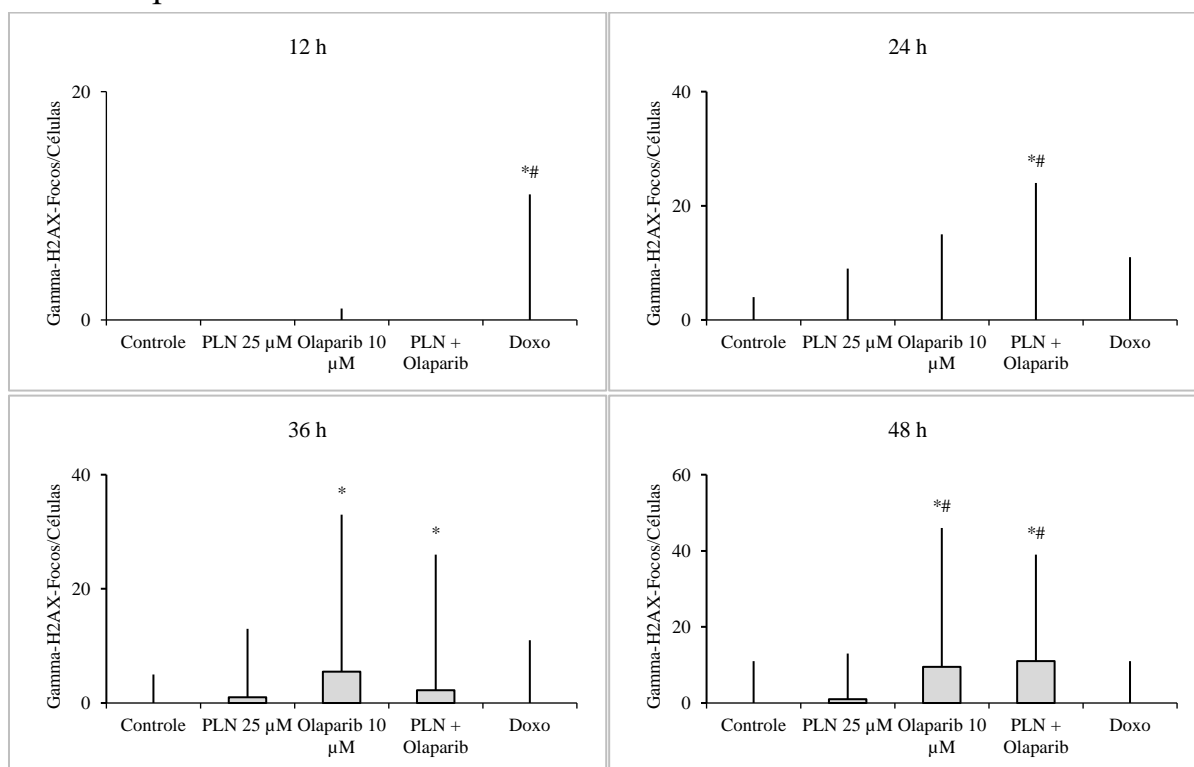 12 h
Gamma-H2AX-Focos/Células
20
0
*#
Controle
PLN 25 µM
Olaparib 10
µM
PLN +
Olaparib
Doxo
24 h
Gamma-H2AX-Focos/Células
40
20
0
*#
Controle
PLN 25 µM
Olaparib 10
µM
PLN +
Olaparib
Doxo
36 h
Gamma-H2AX-Focos/Células
40
20
0
*
*
Controle
PLN 25 µM
Olaparib 10
µM
PLN +
Olaparib
Doxo
48 h
Gamma-H2AX-Focos/Células
60
40
20
0
*#
*#
Controle
PLN 25 µM
Olaparib 10
µM
PLN +
Olaparib
Doxo